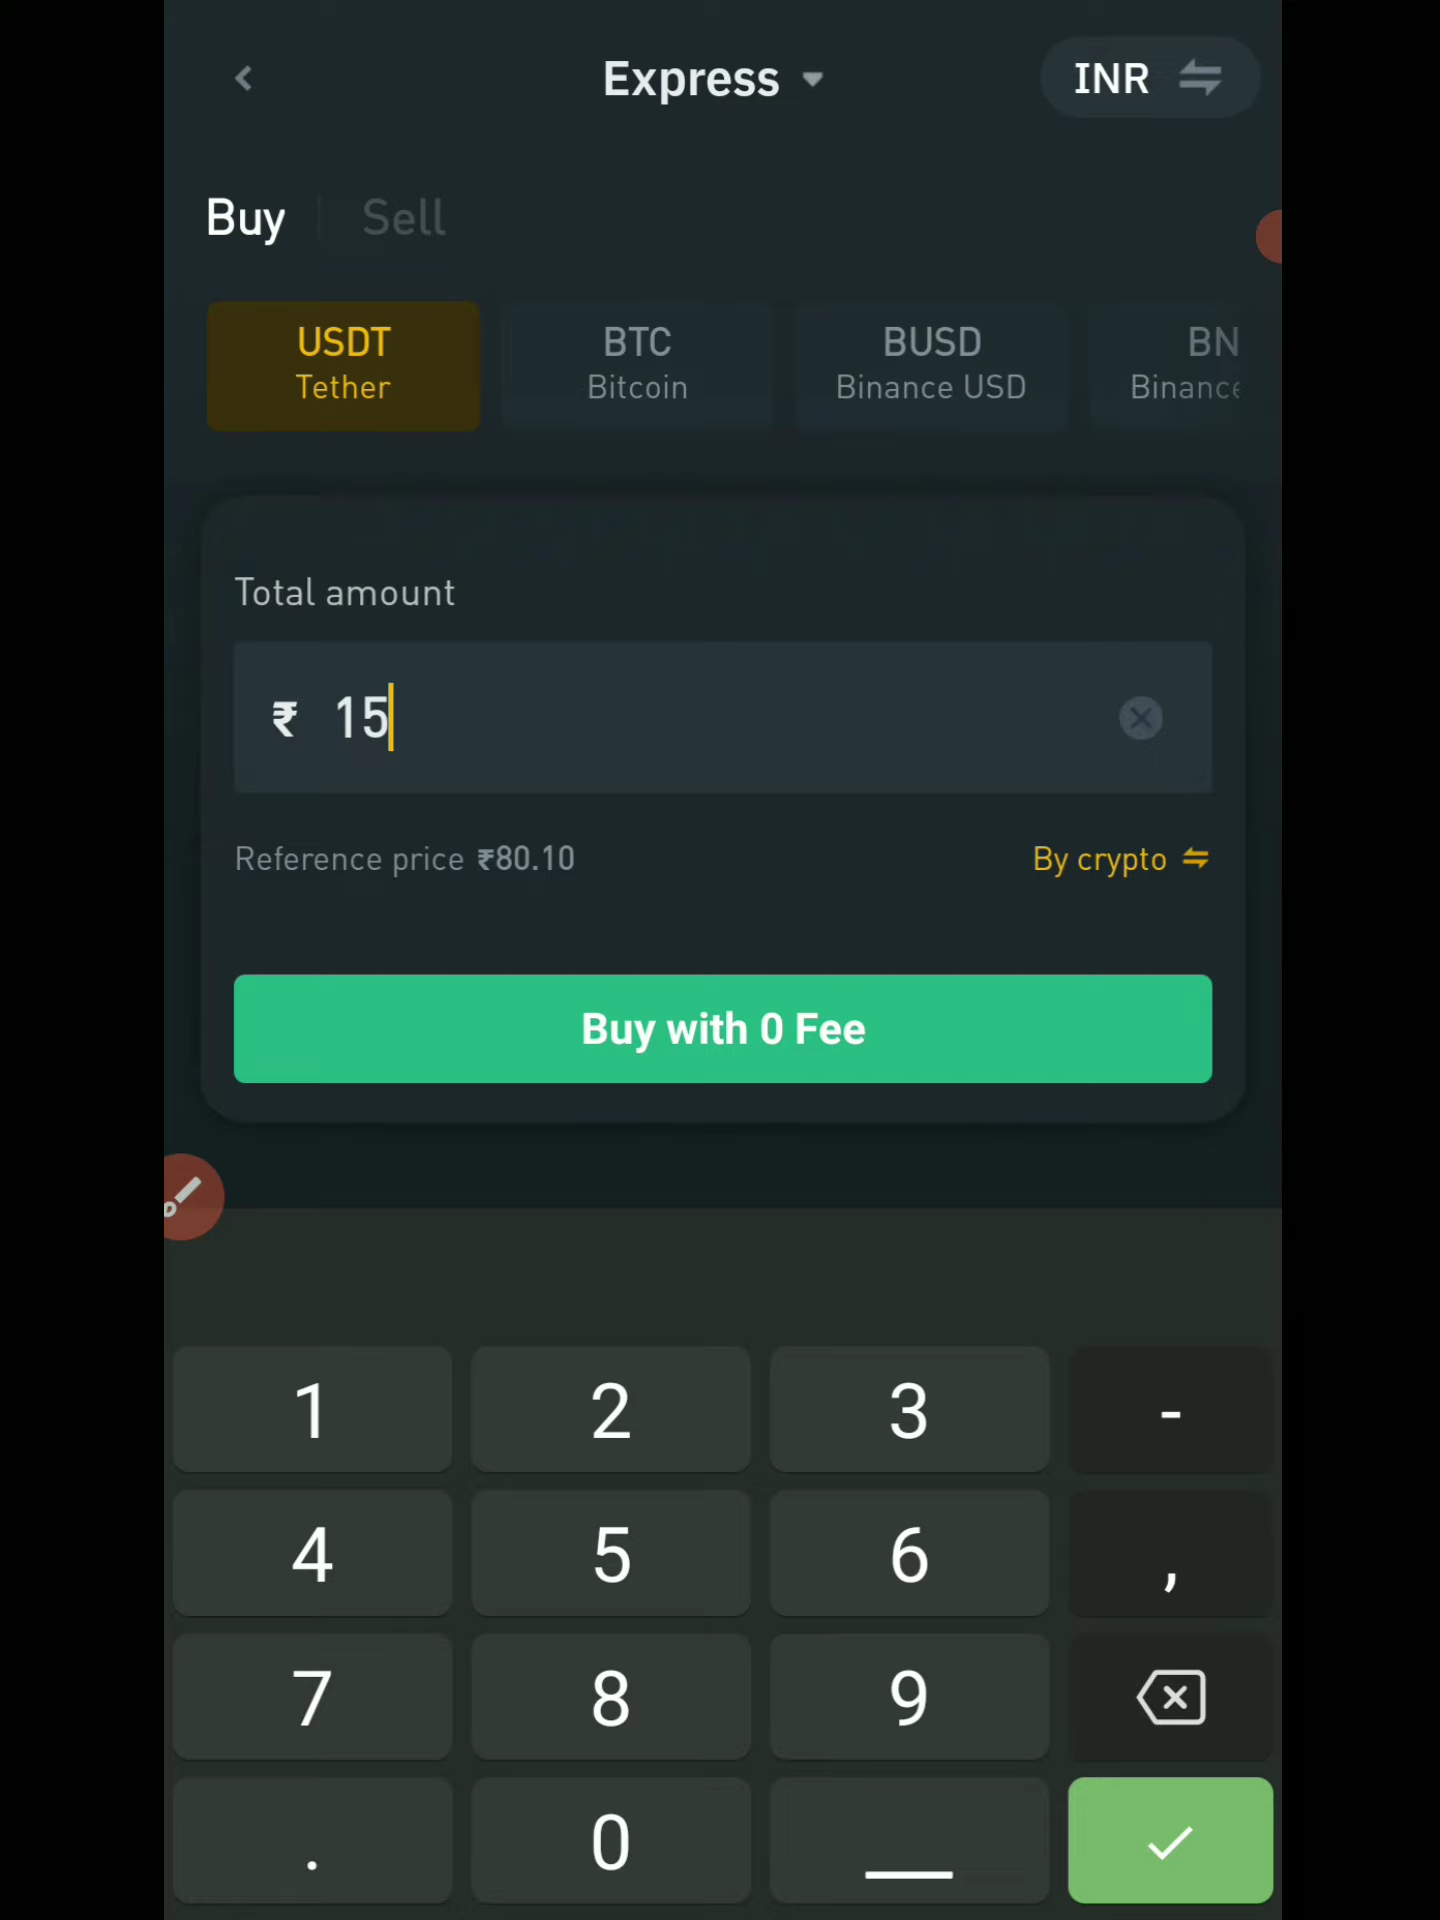 Express
INR
Buy
Sell
USDT
Tether
BTC
Bitcoin
BUSD
Binance USD
BN
Binance
Total amount
₹ 15
Reference price ₹80.10
By crypto
Buy with 0 Fee
1 2 3 -
4 5 6 ,
7 8 9
. 0